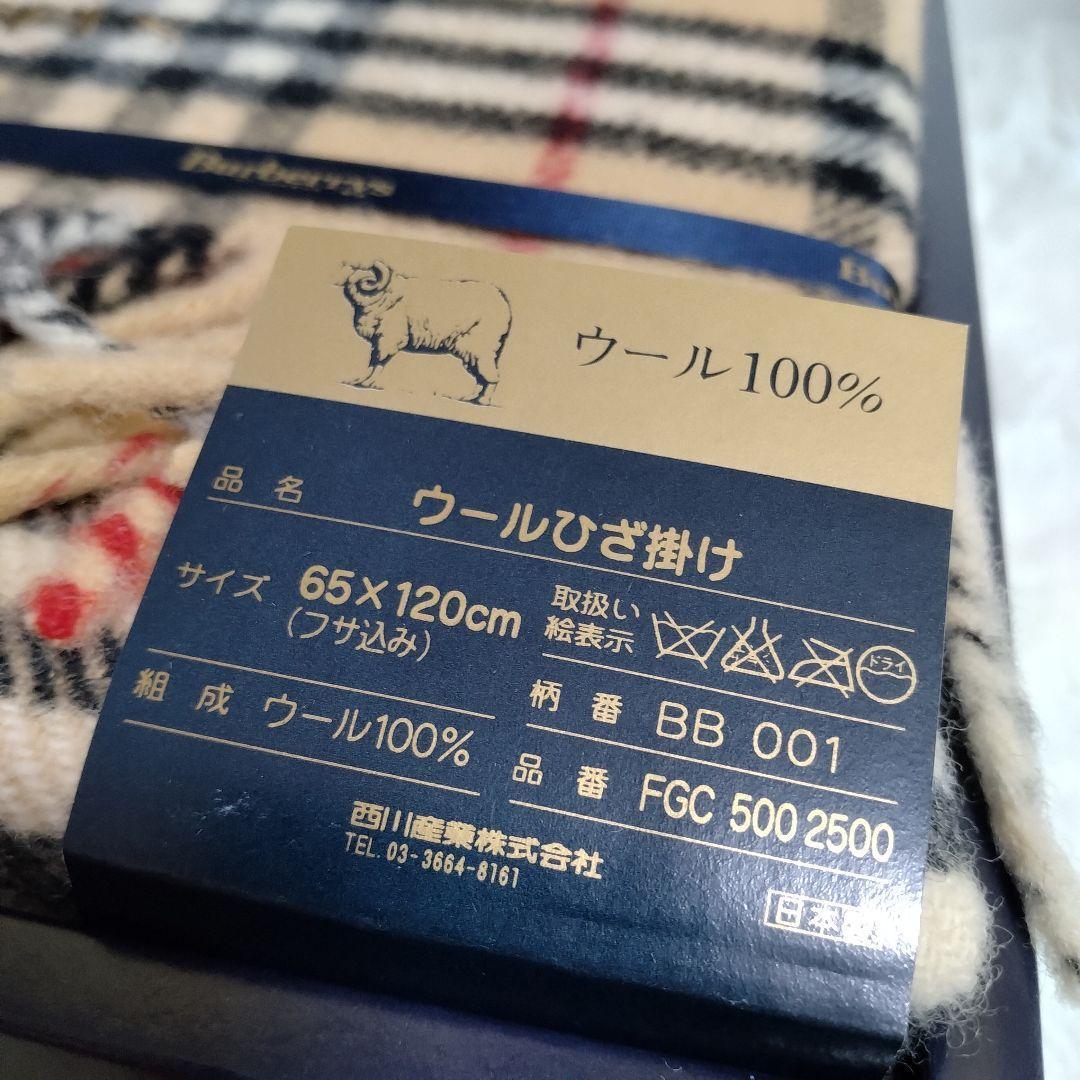 Burberrys
ウール100%
品名 ウールひざ掛け
サイズ 65×120cm
(フサ込み)
取扱い
絵表示
ドライ
組成 ウール100%
柄番 BB 001
品番 FGC 500 2500
西川産業株式会社
TEL.03-3664-8161
日本